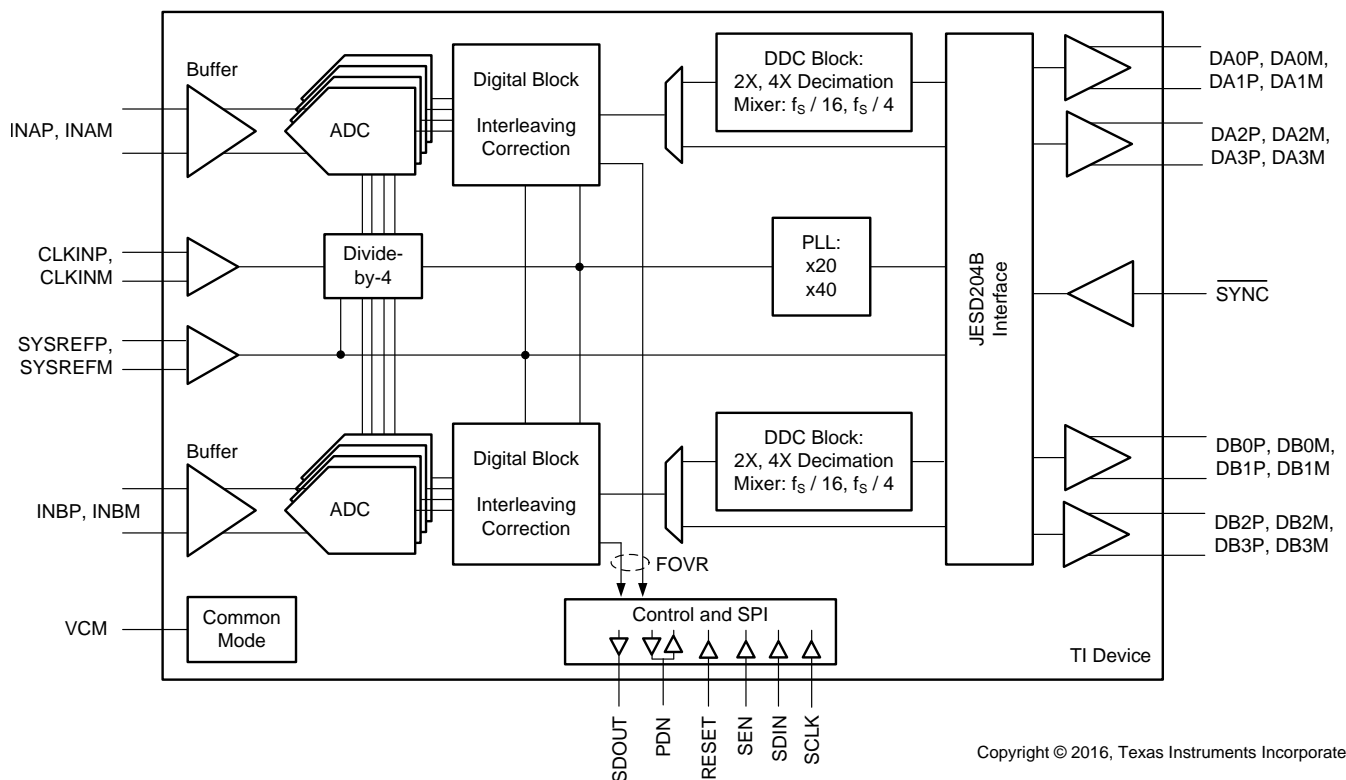 Buffer
INAP, INAM
ADC
Digital Block
Interleaving
Correction
DDC Block:
2X, 4X Decimation
Mixer: fS / 16, fS / 4
DA0P, DA0M,
DA1P, DA1M
DA2P, DA2M,
DA3P, DA3M
CLKINP,
CLKINM
Divide-
by-4
PLL:
x20
x40
JESD204B
Interface
SYNC
SYSREFP,
SYSREFM
Buffer
INBP, INBM
ADC
Digital Block
Interleaving
Correction
DDC Block:
2X, 4X Decimation
Mixer: fS / 16, fS / 4
DB0P, DB0M,
DB1P, DB1M
DB2P, DB2M,
DB3P, DB3M
FOVR
VCM
Common
Mode
Control and SPI
TI Device
SDOUT
PDN
RESET
SEN
SDIN
SCLK
Copyright © 2016, Texas Instruments Incorporate